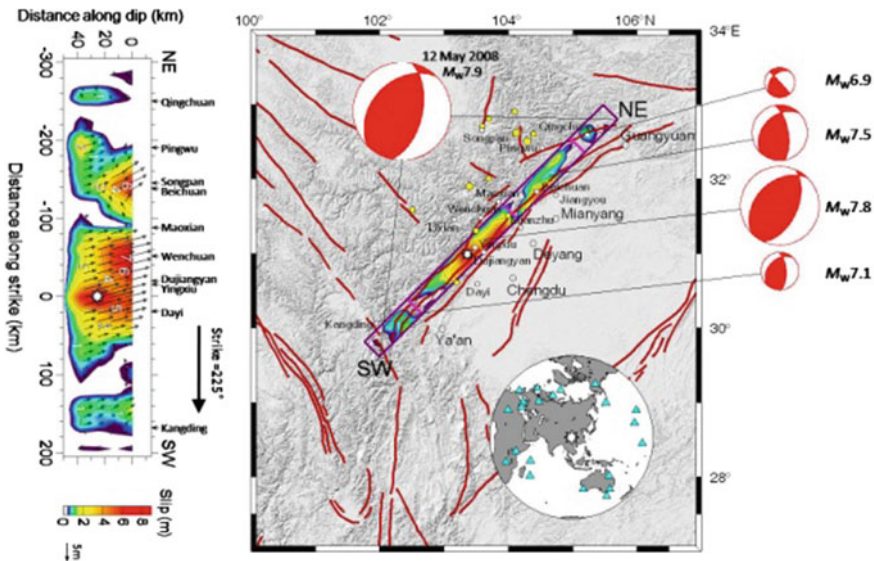 Distance along dip (km)
40 20 0
NE
-300
-200
-100
0
100
200
Distance along strike (km)
Qingchuan
Pingwu
Songpan
Beichuan
Maoxian
Wenchuan
Dujiangyan
Yingxiu
Dayi
Kangding
SW
Strike =225°
Slip (m)
0 2 4 6 8
5m
100° 102° 104° 106°E
34°E
32°
30°
28°
12 May 2008
Mw7.9
NE
Guangyuan
Songpan
Pingwu
Jiangyou
Mianyang
Deyang
Dujiangyan
Dayi
Chengdu
Kangding
Ya'an
SW
Mw6.9
Mw7.5
Mw7.8
Mw7.1